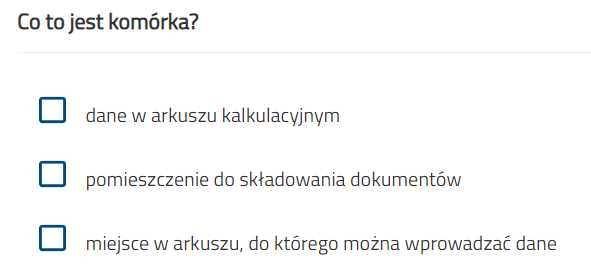 Co to jest komórka?
dane w arkuszu kalkulacyjnym
pomieszczenie do składowania dokumentów
miejsce w arkuszu, do którego można wprowadzać dane